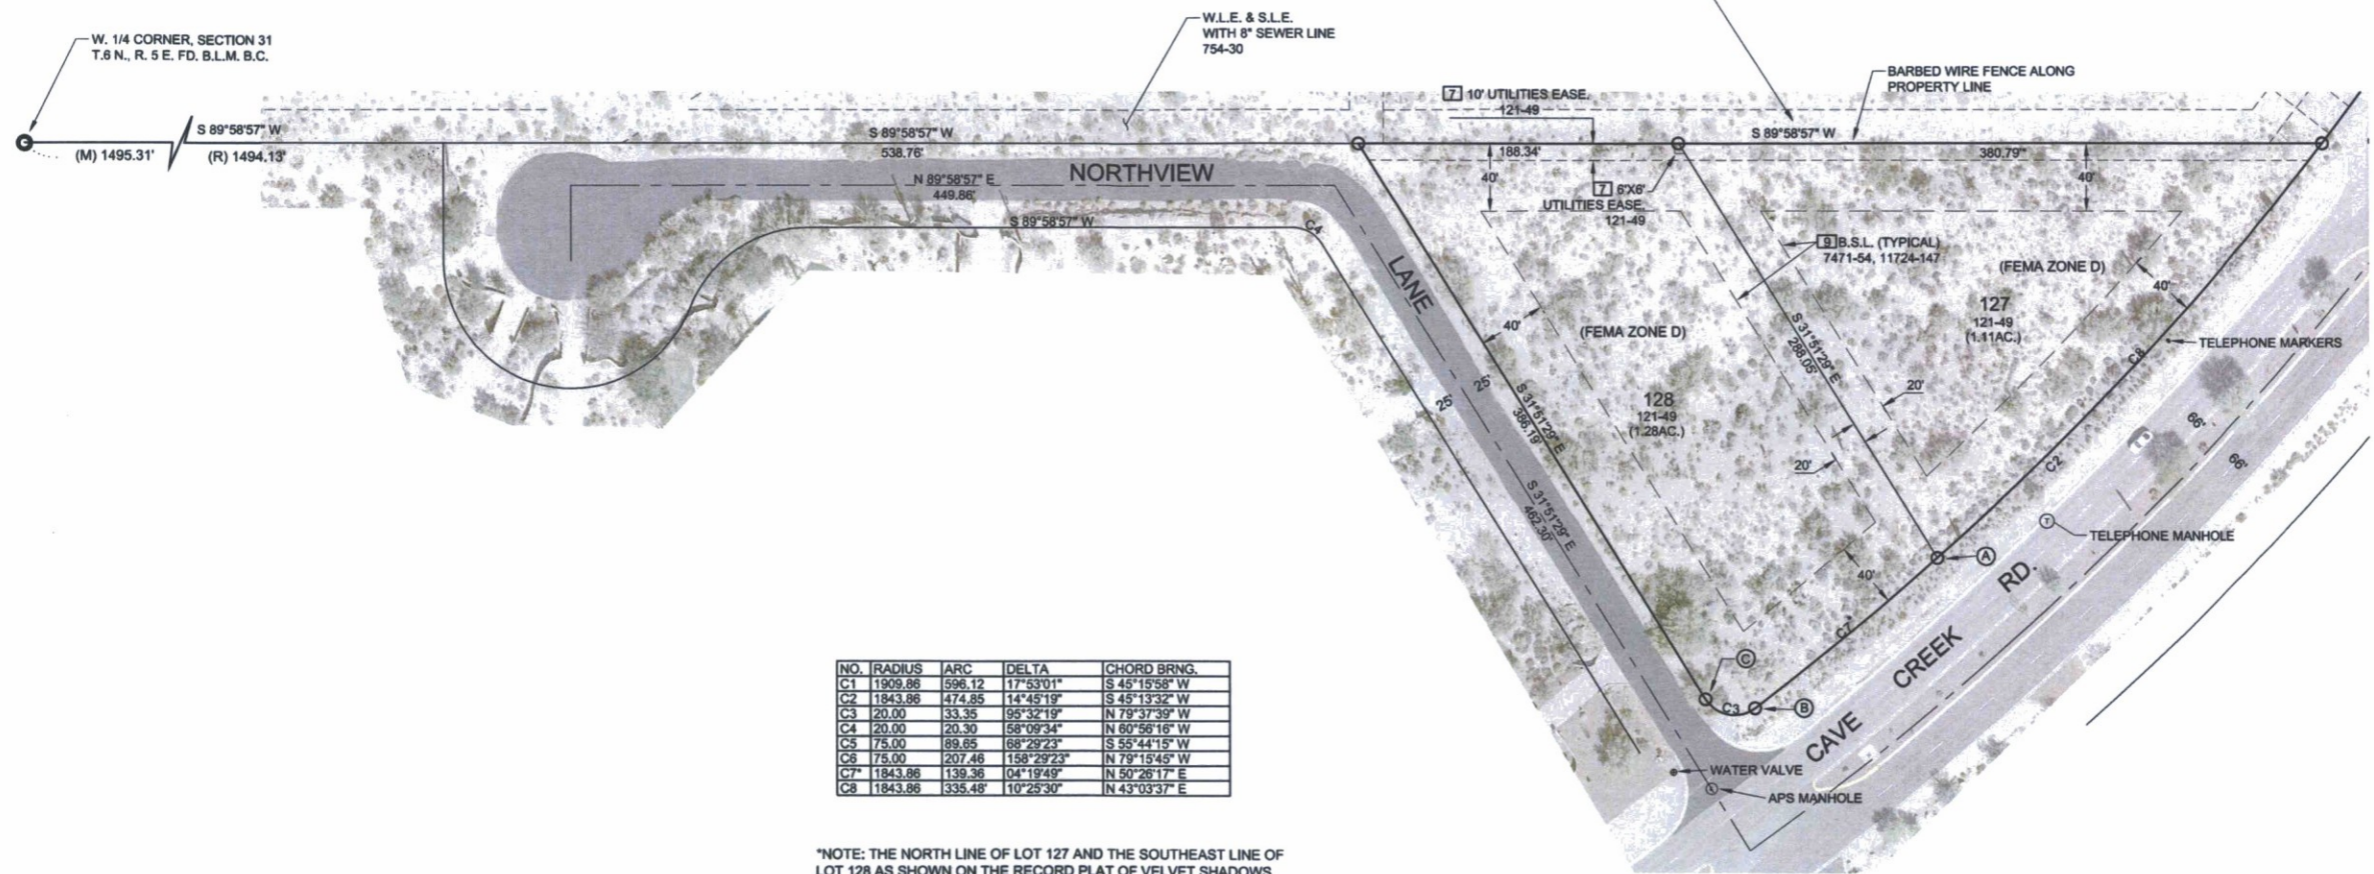 W. 1/4 CORNER, SECTION 31
T.6 N., R. 5 E. FD. B.L.M. B.C.
W.L.E. & S.L.E.
WITH 8" SEWER LINE
754-30
BARBED WIRE FENCE ALONG
PROPERTY LINE
7 10' UTILITIES EASE.
121-49
S 89°58'57" W
(M) 1495.31'
(R) 1494.13'
S 89°58'57" W
538.76'
188.34'
S 89°58'57" W
380.79'
NORTHVIEW
N 89°58'57" E
449.86'
S 89°58'57" W
C4
40'
7 6'X6'
UTILITIES EASE.
121-49
40'
9 B.S.L. (TYPICAL)
7471-54, 11724-147
(FEMA ZONE D)
40'
LANE
127
121-49
(1.11AC.)
40'
(FEMA ZONE D)
S 31°51'29" E
288.05'
TELEPHONE MARKERS
C8
25'
25'
S 31°51'29" E
386.19'
128
121-49
(1.28AC.)
20'
20'
66'
66'
C2
S 31°51'29" E
462.30'
T
TELEPHONE MANHOLE
A
40'
RD.
C7*
CREEK
C
C3
B
CAVE
WATER VALVE
APS MANHOLE
NO. RADIUS ARC DELTA CHORD BRNG.
C1 1909.86 596.12 17°53'01" S 45°15'58" W
C2 1843.86 474.85 14°45'19" S 45°13'32" W
C3 20.00 33.35 95°32'19" N 79°37'39" W
C4 20.00 20.30 58°09'34" N 60°56'16" W
C5 75.00 89.65 68°29'23" S 55°44'15" W
C6 75.00 207.46 158°29'23" N 79°15'45" W
C7* 1843.86 139.36 04°19'49" N 50°26'17" E
C8 1843.86 335.48' 10°25'30" N 43°03'37" E
*NOTE: THE NORTH LINE OF LOT 127 AND THE SOUTHEAST LINE OF
LOT 128 AS SHOWN ON THE RECORD PLAT OF VELVET SHADOWS